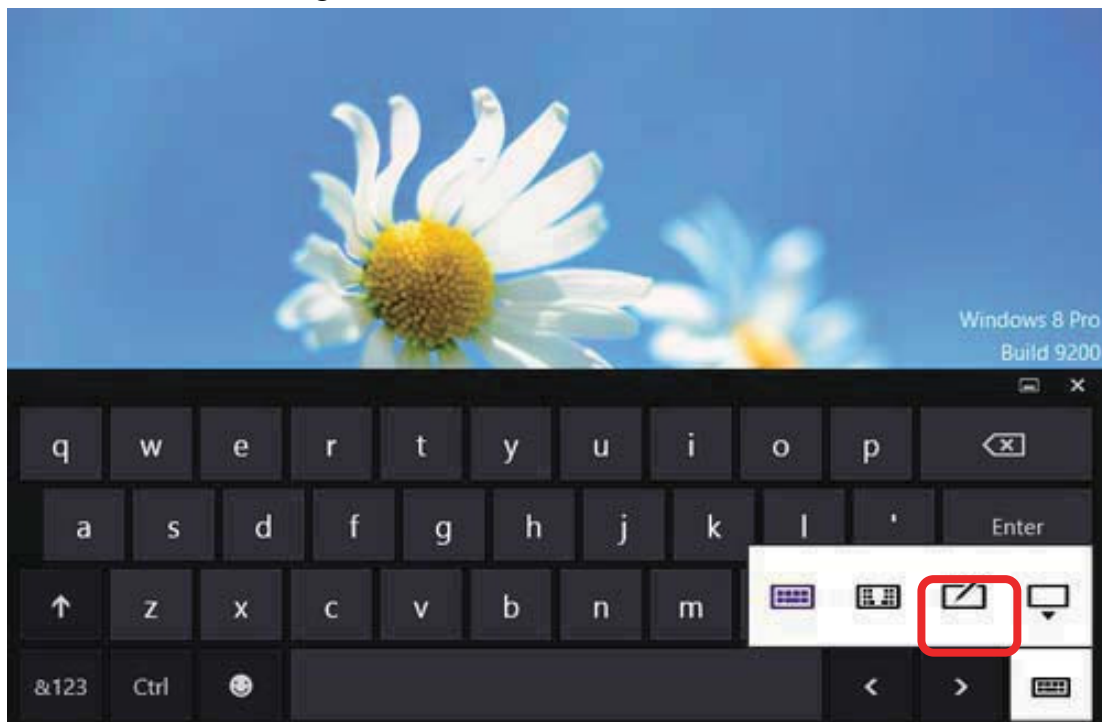 Windows 8 Pro
Build 9200
q w e r t y u i o p
a s d f g h j k l ' Enter
z x c v b n m
&123 Ctrl < >